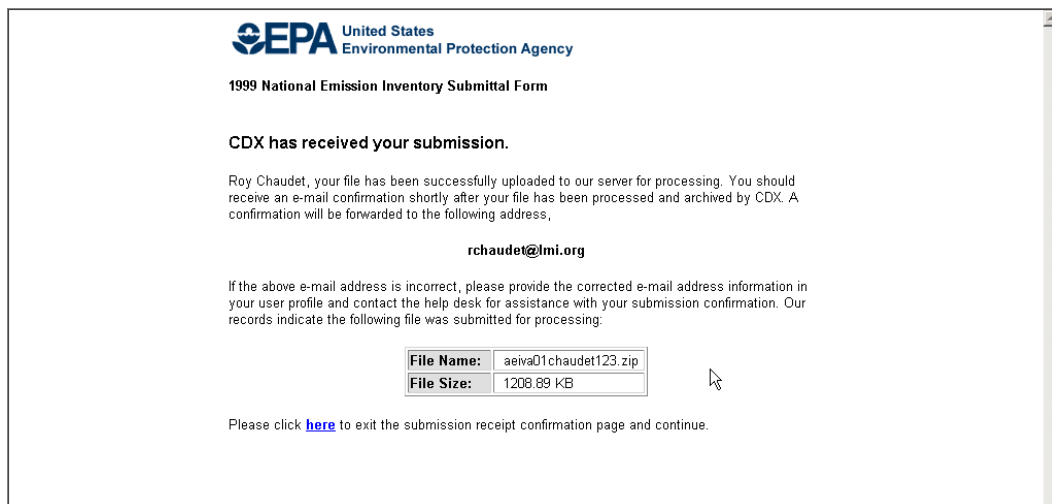 EPA United States
Environmental Protection Agency
1999 National Emission Inventory Submittal Form
CDX has received your submission.
Roy Chaudet, your file has been successfully uploaded to our server for processing. You should
receive an e-mail confirmation shortly after your file has been processed and archived by CDX. A
confirmation will be forwarded to the following address,
rchaudet@lmi.org
If the above e-mail address is incorrect, please provide the corrected e-mail address information in
your user profile and contact the help desk for assistance with your submission confirmation. Our
records indicate the following file was submitted for processing:
File Name: aeiva01chaudet123.zip
File Size: 1208.89 KB
Please click here to exit the submission receipt confirmation page and continue.